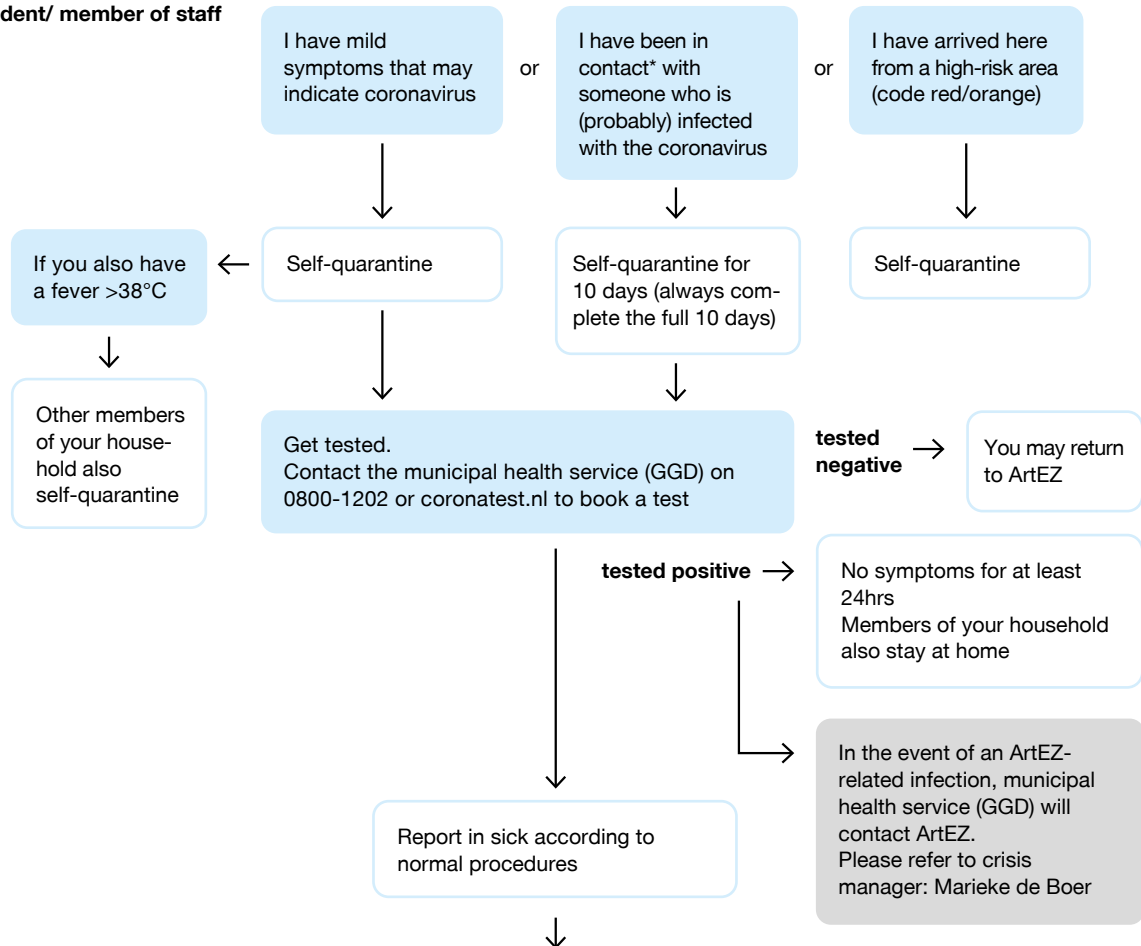 dent/ member of staff
I have mild
symptoms that may
indicate coronavirus
or
I have been in
contact* with
someone who is
(probably) infected
with the coronavirus
or
I have arrived here
from a high-risk area
(code red/orange)
If you also have
a fever >38°C
Self-quarantine
Self-quarantine for
10 days (always com-
plete the full 10 days)
Self-quarantine
Other members
of your house-
hold also
self-quarantine
Get tested.
Contact the municipal health service (GGD) on
0800-1202 or coronatest.nl to book a test
tested
negative
You may return
to ArtEZ
tested positive
No symptoms for at least
24hrs
Members of your household
also stay at home
In the event of an ArtEZ-
related infection, municipal
health service (GGD) will
contact ArtEZ.
Please refer to crisis
manager: Marieke de Boer
Report in sick according to
normal procedures